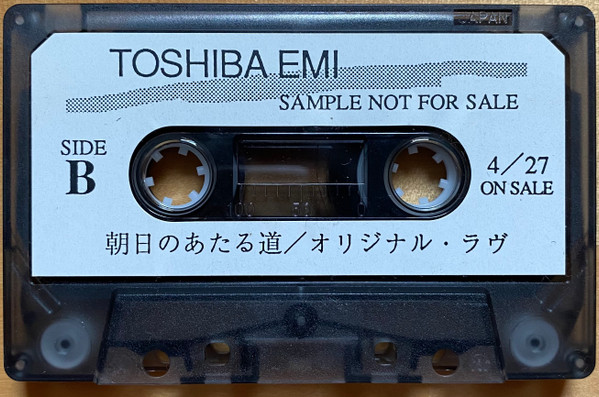 JAPAN
TOSHIBA EMI
SAMPLE NOT FOR SALE
SIDE
B
4／27
ON SALE
朝日のあたる道／オリジナル・ラヴ